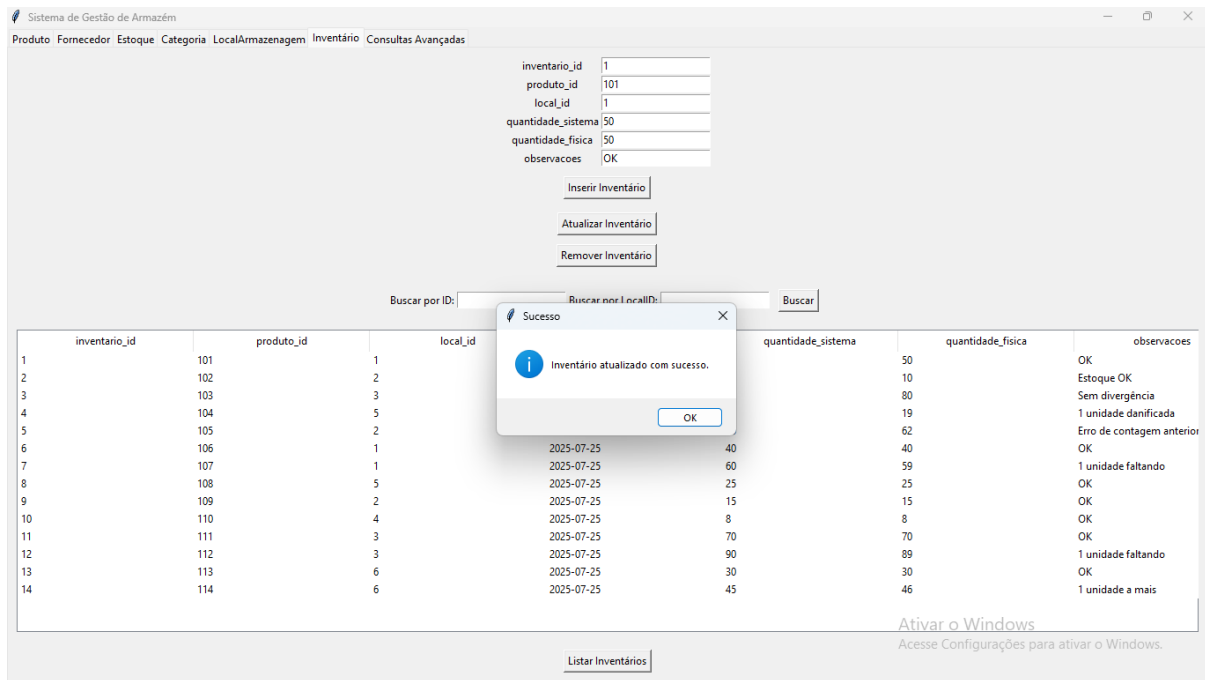 Sistema de Gestão de Armazém
Produto Fornecedor Estoque Categoria LocalArmazenagem Inventário Consultas Avançadas
inventario_id 1
produto_id 101
local_id 1
quantidade_sistema 50
quantidade_fisica 50
observacoes OK
Inserir Inventário
Atualizar Inventário
Remover Inventário
Buscar por ID: Buscar por LocalID: Buscar
Sucesso
Inventário atualizado com sucesso.
OK
inventario_id produto_id local_id quantidade_sistema quantidade_fisica observacoes
1 101 1 50 OK
2 102 2 10 Estoque OK
3 103 3 80 Sem divergência
4 104 5 19 1 unidade danificada
5 105 2 62 Erro de contagem anterior
6 106 1 2025-07-25 40 40 OK
7 107 1 2025-07-25 60 59 1 unidade faltando
8 108 5 2025-07-25 25 25 OK
9 109 2 2025-07-25 15 15 OK
10 110 4 2025-07-25 8 8 OK
11 111 3 2025-07-25 70 70 OK
12 112 3 2025-07-25 90 89 1 unidade faltando
13 113 6 2025-07-25 30 30 OK
14 114 6 2025-07-25 45 46 1 unidade a mais
Ativar o Windows
Acesse Configurações para ativar o Windows.
Listar Inventários